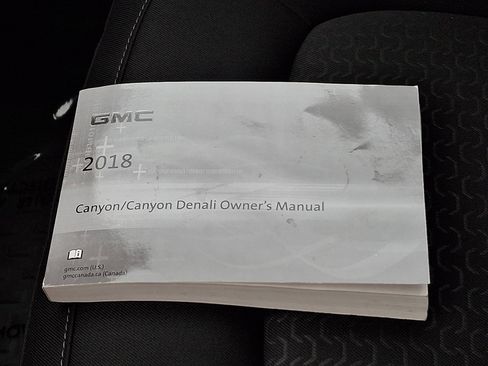 GMC
2018
Canyon/Canyon Denali Owner's Manual
gmc.com (U.S.)
gmccanada.ca (Canada)